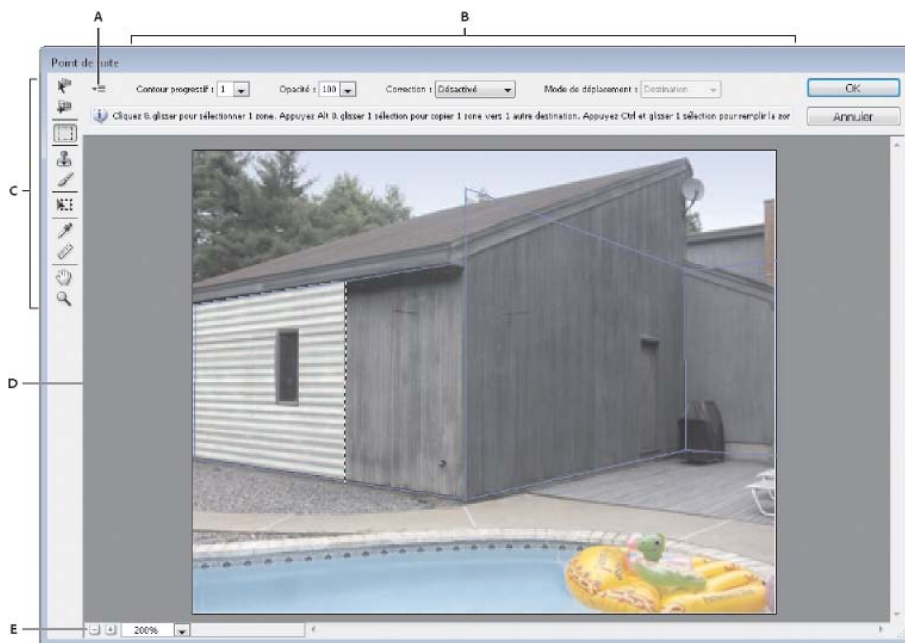 A
B
Point de fuite
Contour progressif : 1 Opacité : 100 Correction : Désactivé Mode de déplacement : Destination OK
Cliquez & glisser pour sélectionner 1 zone. Appuyez Alt & glisser 1 sélection pour copier 1 zone vers 1 autre destination. Appuyez Ctrl et glisser 1 sélection pour remplir la zor
Annuler
C
D
E
200%